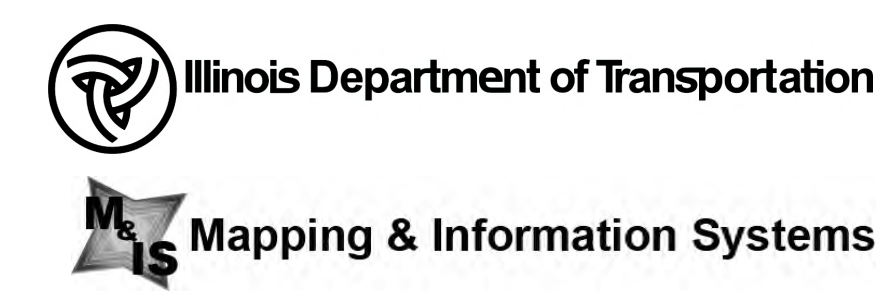 Illinois Department of Transportation
M&IS Mapping & Information Systems